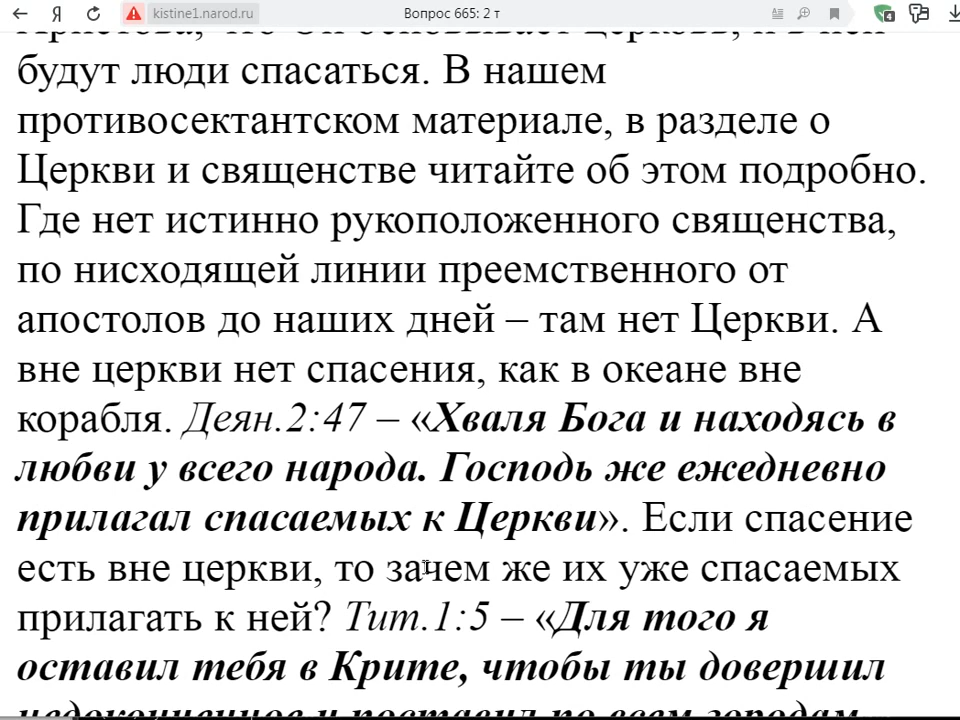 Я kistine1.narod.ru Вопрос 665: 2 т 4
будут люди спасаться. В нашем
противосектантском материале, в разделе о
Церкви и священстве читайте об этом подробно.
Где нет истинно рукоположенного священства,
по нисходящей линии преемственного от
апостолов до наших дней – там нет Церкви. А
вне церкви нет спасения, как в океане вне
корабля. Деян.2:47 – «Хваля Бога и находясь в
любви у всего народа. Господь же ежедневно
прилагал спасаемых к Церкви». Если спасение
есть вне церкви, то зачем же их уже спасаемых
прилагать к ней? Тит.1:5 – «Для того я
оставил тебя в Крите, чтобы ты довершил